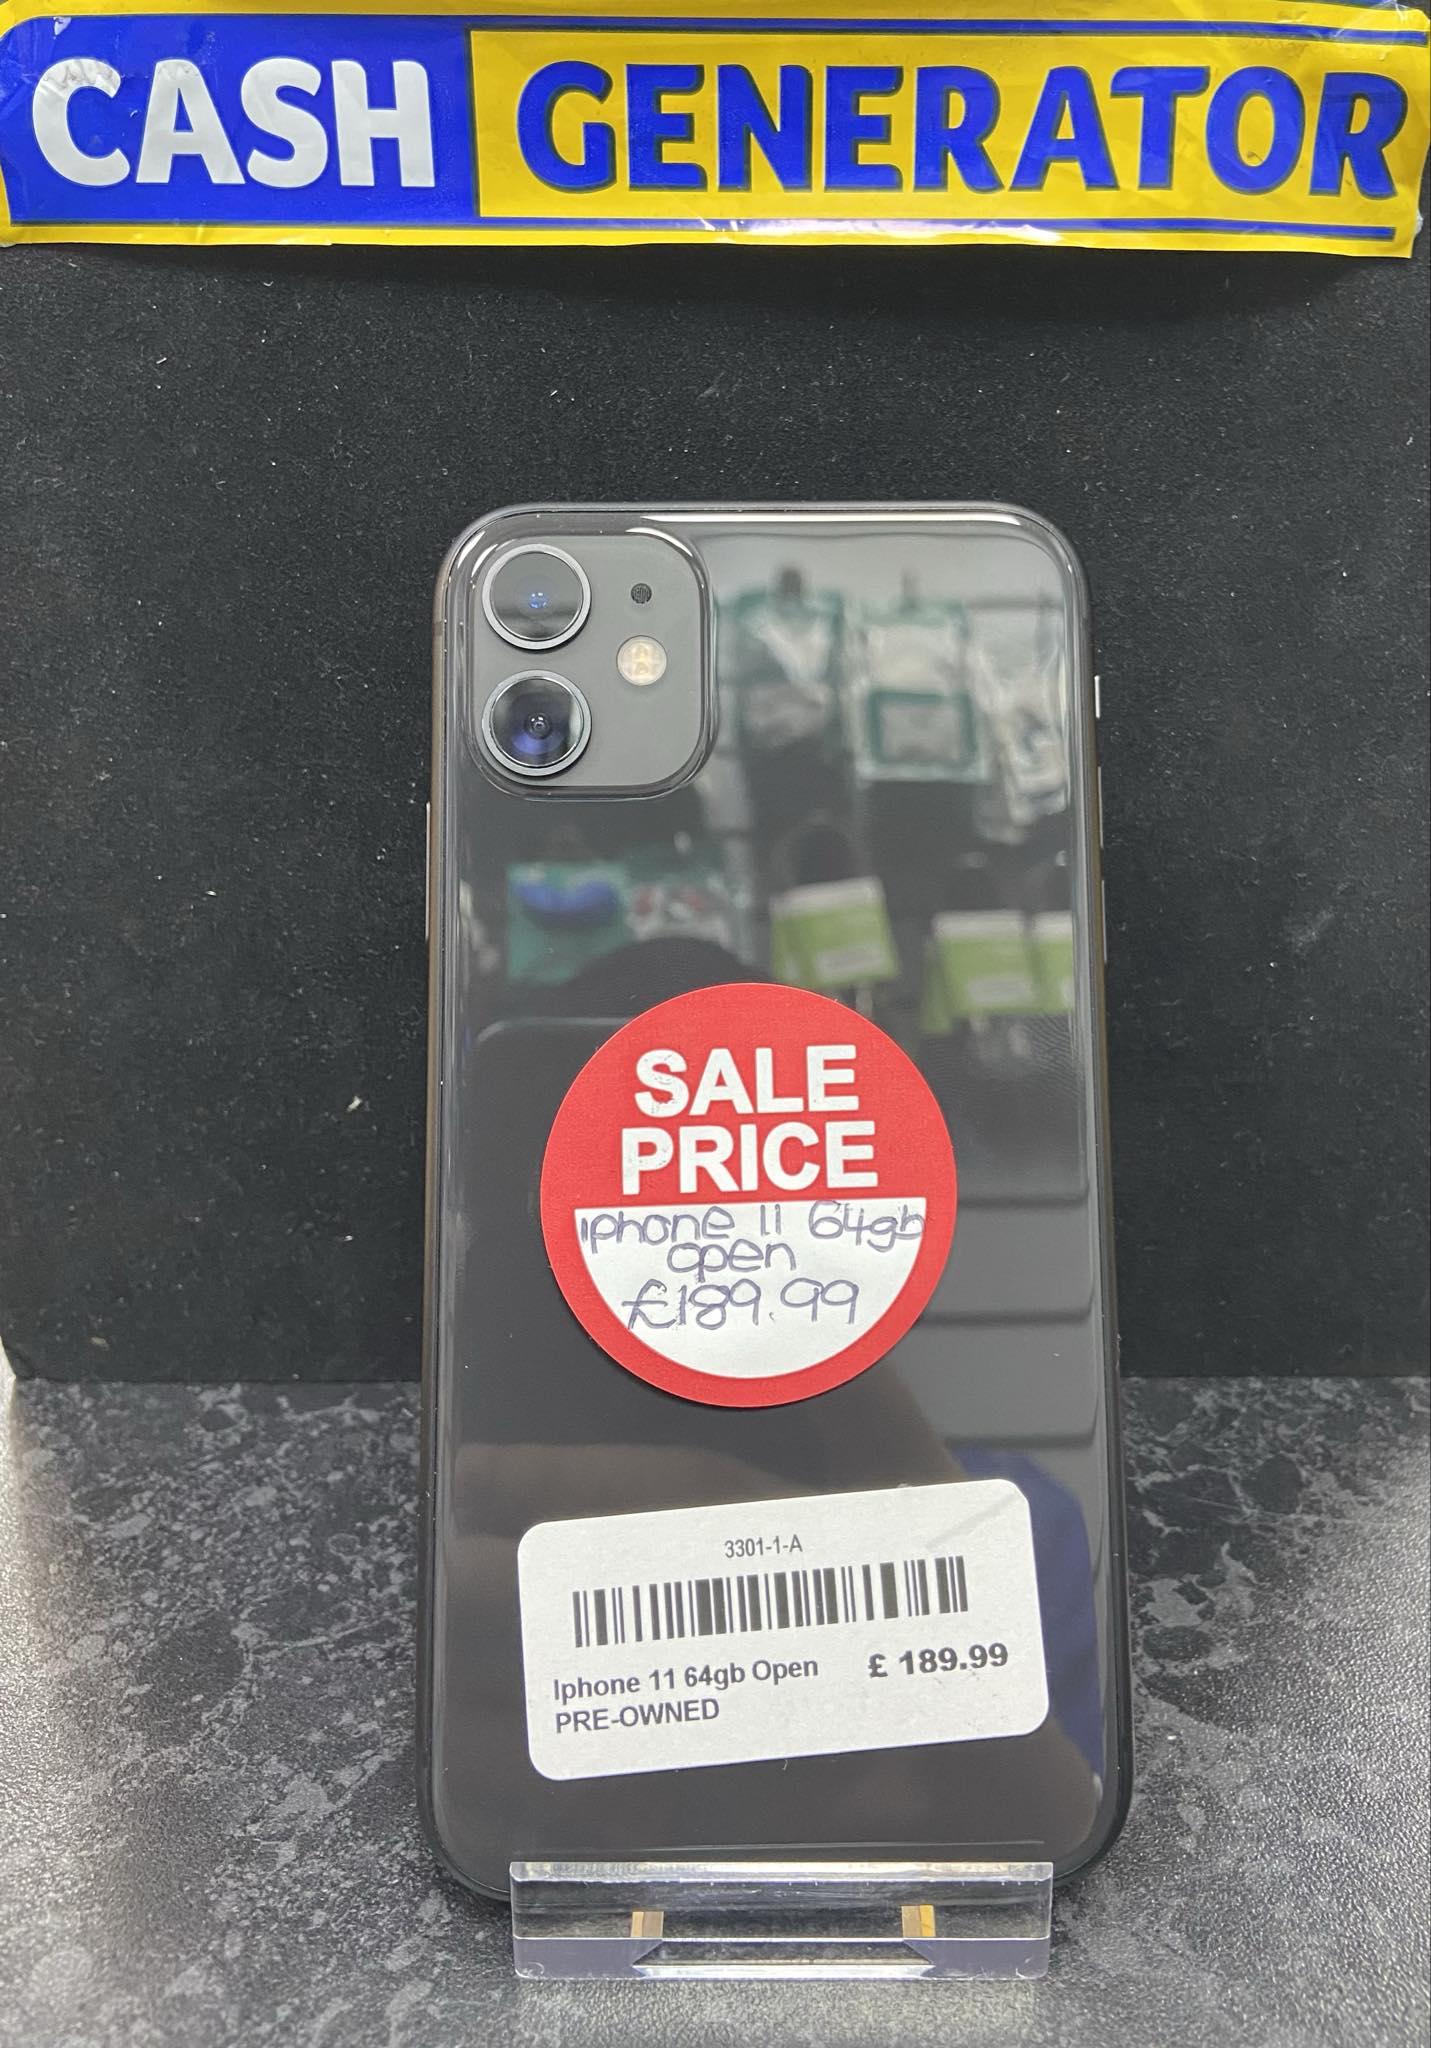 CASH GENERATOR
SALE
PRICE
iphone 11 64gb
open
£189.99
3301-1-A
Iphone 11 64gb Open £ 189.99
PRE-OWNED